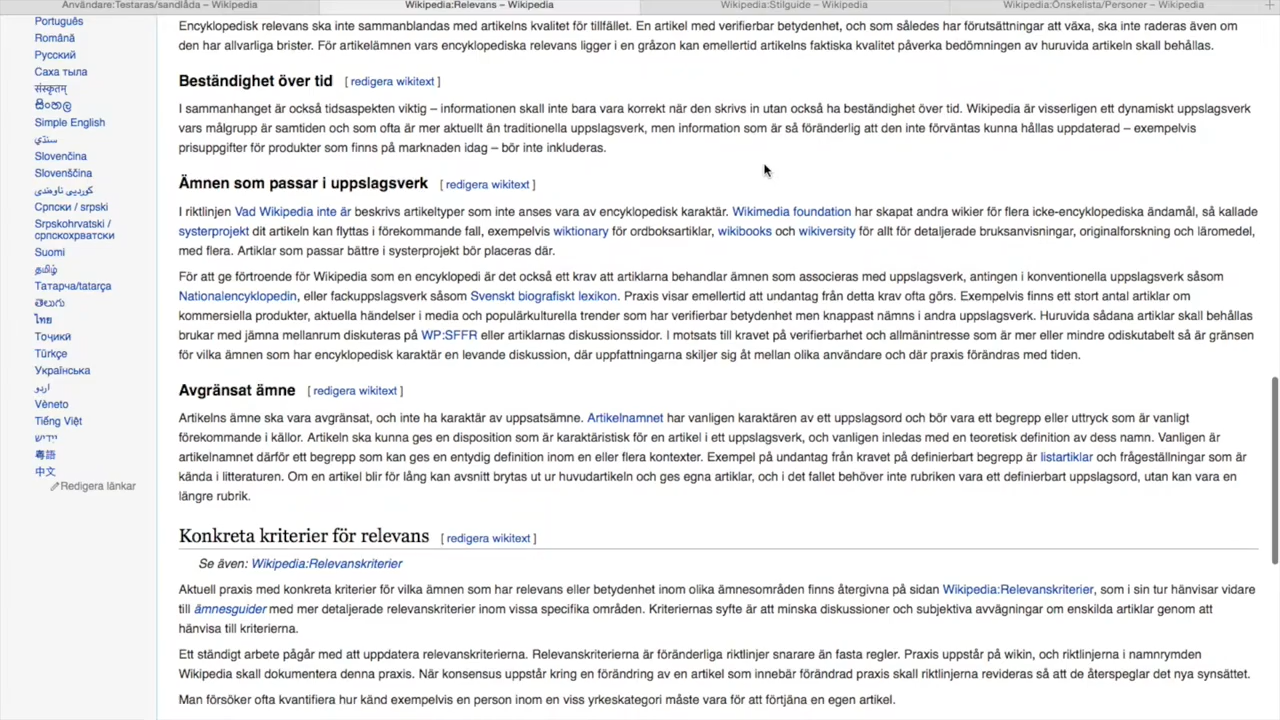 Användare:Testaras/sandlåda – Wikipedia
Wikipedia:Relevans – Wikipedia
Wikipedia:Stilguide – Wikipedia
Wikipedia:Önskelista/Personer – Wikipedia
Encyklopedisk relevans ska inte sammanblandas med artikelns kvalitet för tillfället. En artikel med verifierbar betydenhet, och som således har förutsättningar att växa, ska inte raderas även om
den har allvarliga brister. För artikelämnen vars encyklopediska relevans ligger i en gråzon kan emellertid artikelns faktiska kvalitet påverka bedömningen av huruvida artikeln skall behållas.
Beständighet över tid [ redigera wikitext ]
I sammanhanget är också tidsaspekten viktig – informationen skall inte bara vara korrekt när den skrivs in utan också ha beständighet över tid. Wikipedia är visserligen ett dynamiskt uppslagsverk
vars målgrupp är samtiden och som ofta är mer aktuellt än traditionella uppslagsverk, men information som är så föränderlig att den inte förväntas kunna hållas uppdaterad – exempelvis
prisuppgifter för produkter som finns på marknaden idag – bör inte inkluderas.
Ämnen som passar i uppslagsverk [ redigera wikitext ]
I riktlinjen Vad Wikipedia inte är beskrivs artikeltyper som inte anses vara av encyklopedisk karaktär. Wikimedia foundation har skapat andra wikier för flera icke-encyklopediska ändamål, så kallade
systerprojekt dit artikeln kan flyttas i förekommande fall, exempelvis wiktionary för ordboksartiklar, wikibooks och wikiversity för allt för detaljerade bruksanvisningar, originalforskning och läromedel,
med flera. Artiklar som passar bättre i systerprojekt bör placeras där.
För att ge förtroende för Wikipedia som en encyklopedi är det också ett krav att artiklarna behandlar ämnen som associeras med uppslagsverk, antingen i konventionella uppslagsverk såsom
Nationalencyklopedin, eller fackuppslagsverk såsom Svenskt biografiskt lexikon. Praxis visar emellertid att undantag från detta krav ofta görs. Exempelvis finns ett stort antal artiklar om
kommersiella produkter, aktuella händelser i media och populärkulturella trender som har verifierbar betydenhet men knappast nämns i andra uppslagsverk. Huruvida sådana artiklar skall behållas
brukar med jämna mellanrum diskuteras på WP:SFFR eller artiklarnas diskussionssidor. I motsats till kravet på verifierbarhet och allmänintresse som är mer eller mindre odiskutabelt så är gränsen
för vilka ämnen som har encyklopedisk karaktär en levande diskussion, där uppfattningarna skiljer sig åt mellan olika användare och där praxis förändras med tiden.
Avgränsat ämne [ redigera wikitext ]
Artikelns ämne ska vara avgränsat, och inte ha karaktär av uppsatsämne. Artikelnamnet har vanligen karaktären av ett uppslagsord och bör vara ett begrepp eller uttryck som är vanligt
förekommande i källor. Artikeln ska kunna ges en disposition som är karaktäristisk för en artikel i ett uppslagsverk, och vanligen inledas med en teoretisk definition av dess namn. Vanligen är
artikelnamnet därför ett begrepp som kan ges en entydig definition inom en eller flera kontexter. Exempel på undantag från kravet på definierbart begrepp är listartiklar och frågeställningar som är
kända i litteraturen. Om en artikel blir för lång kan avsnitt brytas ut ur huvudartikeln och ges egna artiklar, och i det fallet behöver inte rubriken vara ett definierbart uppslagsord, utan kan vara en
längre rubrik.
Konkreta kriterier för relevans [ redigera wikitext ]
Se även: Wikipedia:Relevanskriterier
Aktuell praxis med konkreta kriterier för vilka ämnen som har relevans eller betydenhet inom olika ämnesområden finns återgivna på sidan Wikipedia:Relevanskriterier, som i sin tur hänvisar vidare
till ämnesguider med mer detaljerade relevanskriterier inom vissa specifika områden. Kriteriernas syfte är att minska diskussioner och subjektiva avvägningar om enskilda artiklar genom att
hänvisa till kriterierna.
Ett ständigt arbete pågår med att uppdatera relevanskriterierna. Relevanskriterierna är föränderliga riktlinjer snarare än fasta regler. Praxis uppstår på wikin, och riktlinjerna i namnrymden
Wikipedia skall dokumentera denna praxis. När konsensus uppstår kring en förändring av en artikel som innebär förändrad praxis skall riktlinjerna revideras så att de återspeglar det nya synsättet.
Man försöker ofta kvantifiera hur känd exempelvis en person inom en viss yrkeskategori måste vara för att förtjäna en egen artikel.
Português
Română
Русский
Саха тыла
संस्कृतम्
සිංහල
Simple English
سنڌي
Slovenčina
Slovenščina
کوردیی ناوەندی
Српски / srpski
Srpskohrvatski /
српскохрватски
Suomi
தமிழ்
Татарча/tatarça
తెలుగు
ไทย
Тоҷикӣ
Türkçe
Українська
اردو
Vèneto
Tiếng Việt
ייִדיש
粵語
中文
Redigera länkar